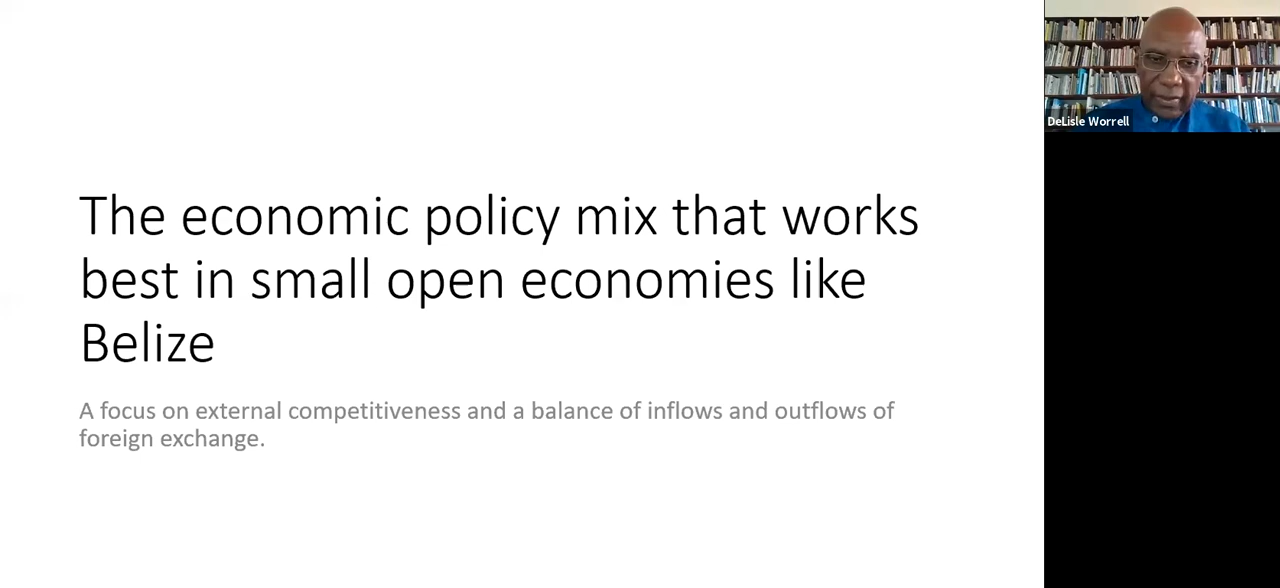 The economic policy mix that works
best in small open economies like
Belize
A focus on external competitiveness and a balance of inflows and outflows of
foreign exchange.
DeLisle Worrell